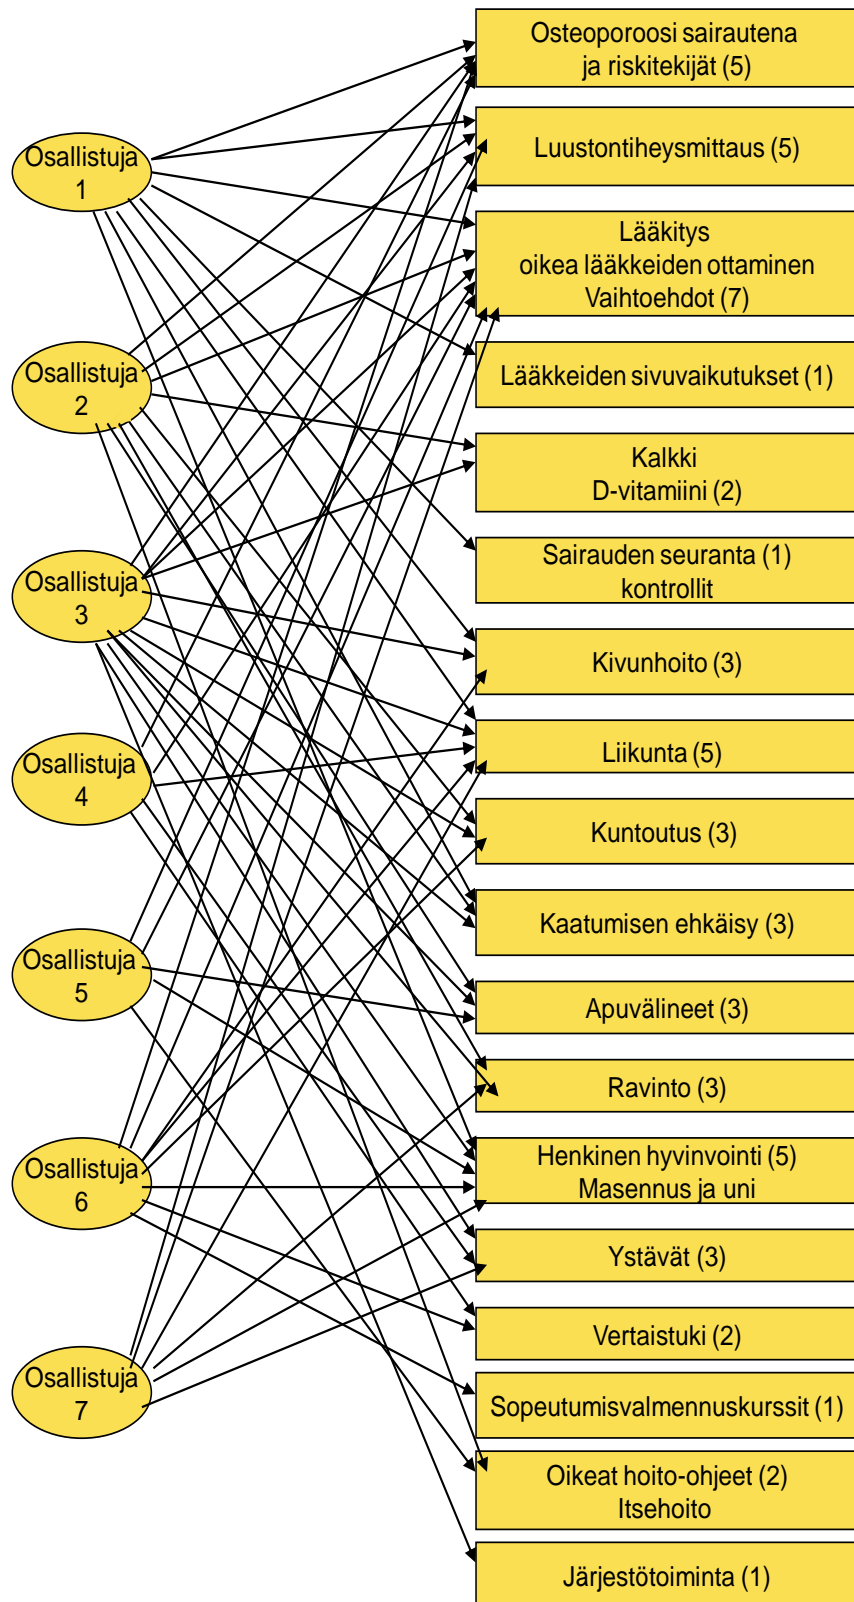 Osallistuja
1
Osallistuja
2
Osallistuja
3
Osallistuja
4
Osallistuja
5
Osallistuja
6
Osallistuja
7
Osteoporoosi sairautena
ja riskitekijät (5)
Luustontiheysmittaus (5)
Lääkitys
oikea lääkkeiden ottaminen
Vaihtoehdot (7)
Lääkkeiden sivuvaikutukset (1)
Kalkki
D-vitamiini (2)
Sairauden seuranta (1)
kontrollit
Kivunhoito (3)
Liikunta (5)
Kuntoutus (3)
Kaatumisen ehkäisy (3)
Apuvälineet (3)
Ravinto (3)
Henkinen hyvinvointi (5)
Masennus ja uni
Ystävät (3)
Vertaistuki (2)
Sopeutumisvalmennuskurssit (1)
Oikeat hoito-ohjeet (2)
Itsehoito
Järjestötoiminta (1)